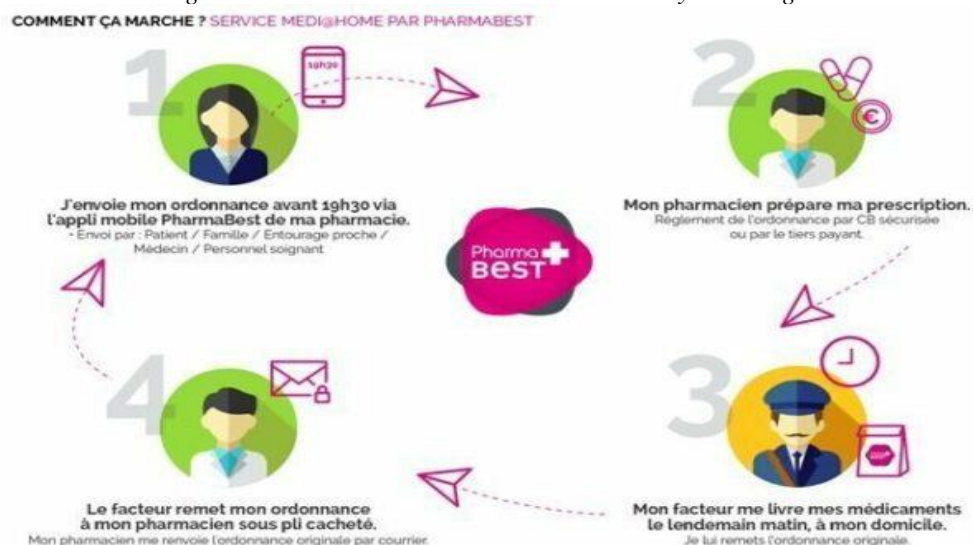 COMMENT ÇA MARCHE ? SERVICE MEDI@HOME PAR PHARMABEST
1
19h30
J'envoie mon ordonnance avant 19h30 via
l'appli mobile PharmaBest de ma pharmacie.
- Envoi par : Patient / Famille / Entourage proche /
Médecin / Personnel soignant
2
€
Mon pharmacien prépare ma prescription.
Règlement de l'ordonnance par CB sécurisée
ou par le tiers payant.
Pharma
BEST
3
Mon facteur me livre mes médicaments
le lendemain matin, à mon domicile.
Je lui remets l'ordonnance originale.
4
Le facteur remet mon ordonnance
à mon pharmacien sous pli cacheté.
Mon pharmacien me renvoie l'ordonnance originale par courrier.